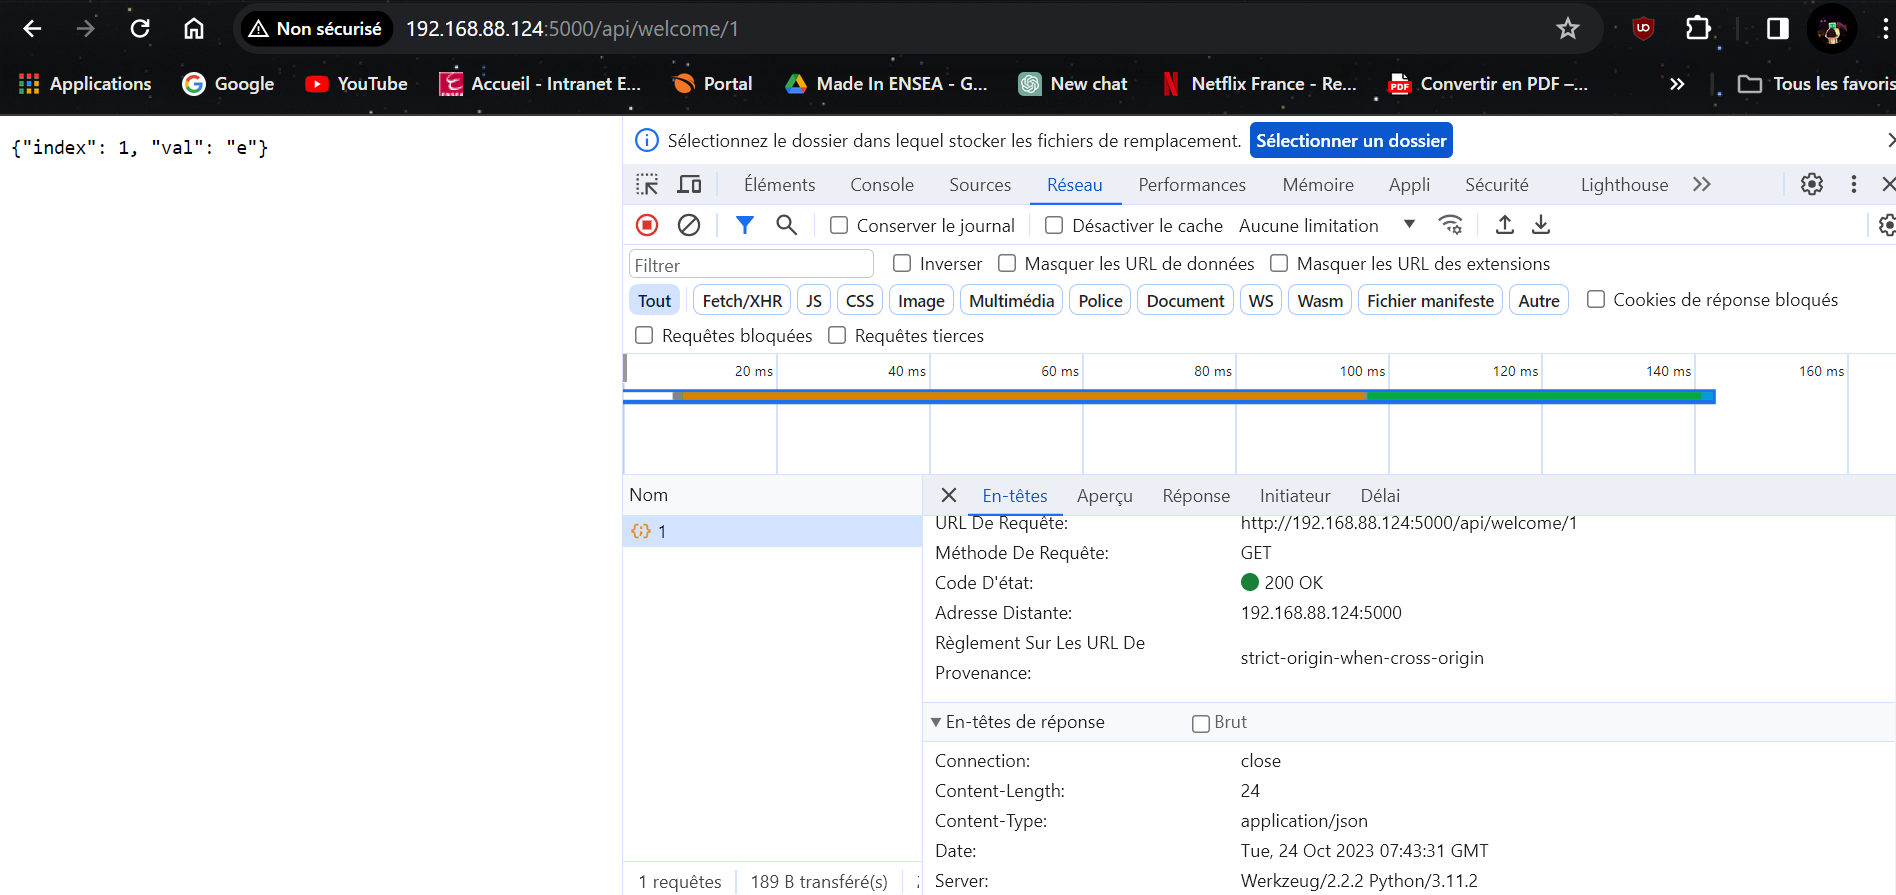 Non sécurisé 192.168.88.124:5000/api/welcome/1
Applications Google YouTube Accueil - Intranet E... Portal Made In ENSEA - G... New chat Netflix France - Re... Convertir en PDF –... » Tous les favoris
{"index": 1, "val": "e"}
Sélectionnez le dossier dans lequel stocker les fichiers de remplacement. Sélectionner un dossier
Éléments Console Sources Réseau Performances Mémoire Appli Sécurité Lighthouse
Conserver le journal Désactiver le cache Aucune limitation
Filtrer Inverser Masquer les URL de données Masquer les URL des extensions
Tout Fetch/XHR JS CSS Image Multimédia Police Document WS Wasm Fichier manifeste Autre Cookies de réponse bloqués
Requêtes bloquées Requêtes tierces
20 ms 40 ms 60 ms 80 ms 100 ms 120 ms 140 ms 160 ms
Nom
1
En-têtes Aperçu Réponse Initiateur Délai
URL De Requête: http://192.168.88.124:5000/api/welcome/1
Méthode De Requête: GET
Code D'état: 200 OK
Adresse Distante: 192.168.88.124:5000
Règlement Sur Les URL De Provenance: strict-origin-when-cross-origin
En-têtes de réponse Brut
Connection: close
Content-Length: 24
Content-Type: application/json
Date: Tue, 24 Oct 2023 07:43:31 GMT
Server: Werkzeug/2.2.2 Python/3.11.2
1 requêtes 189 B transféré(s)